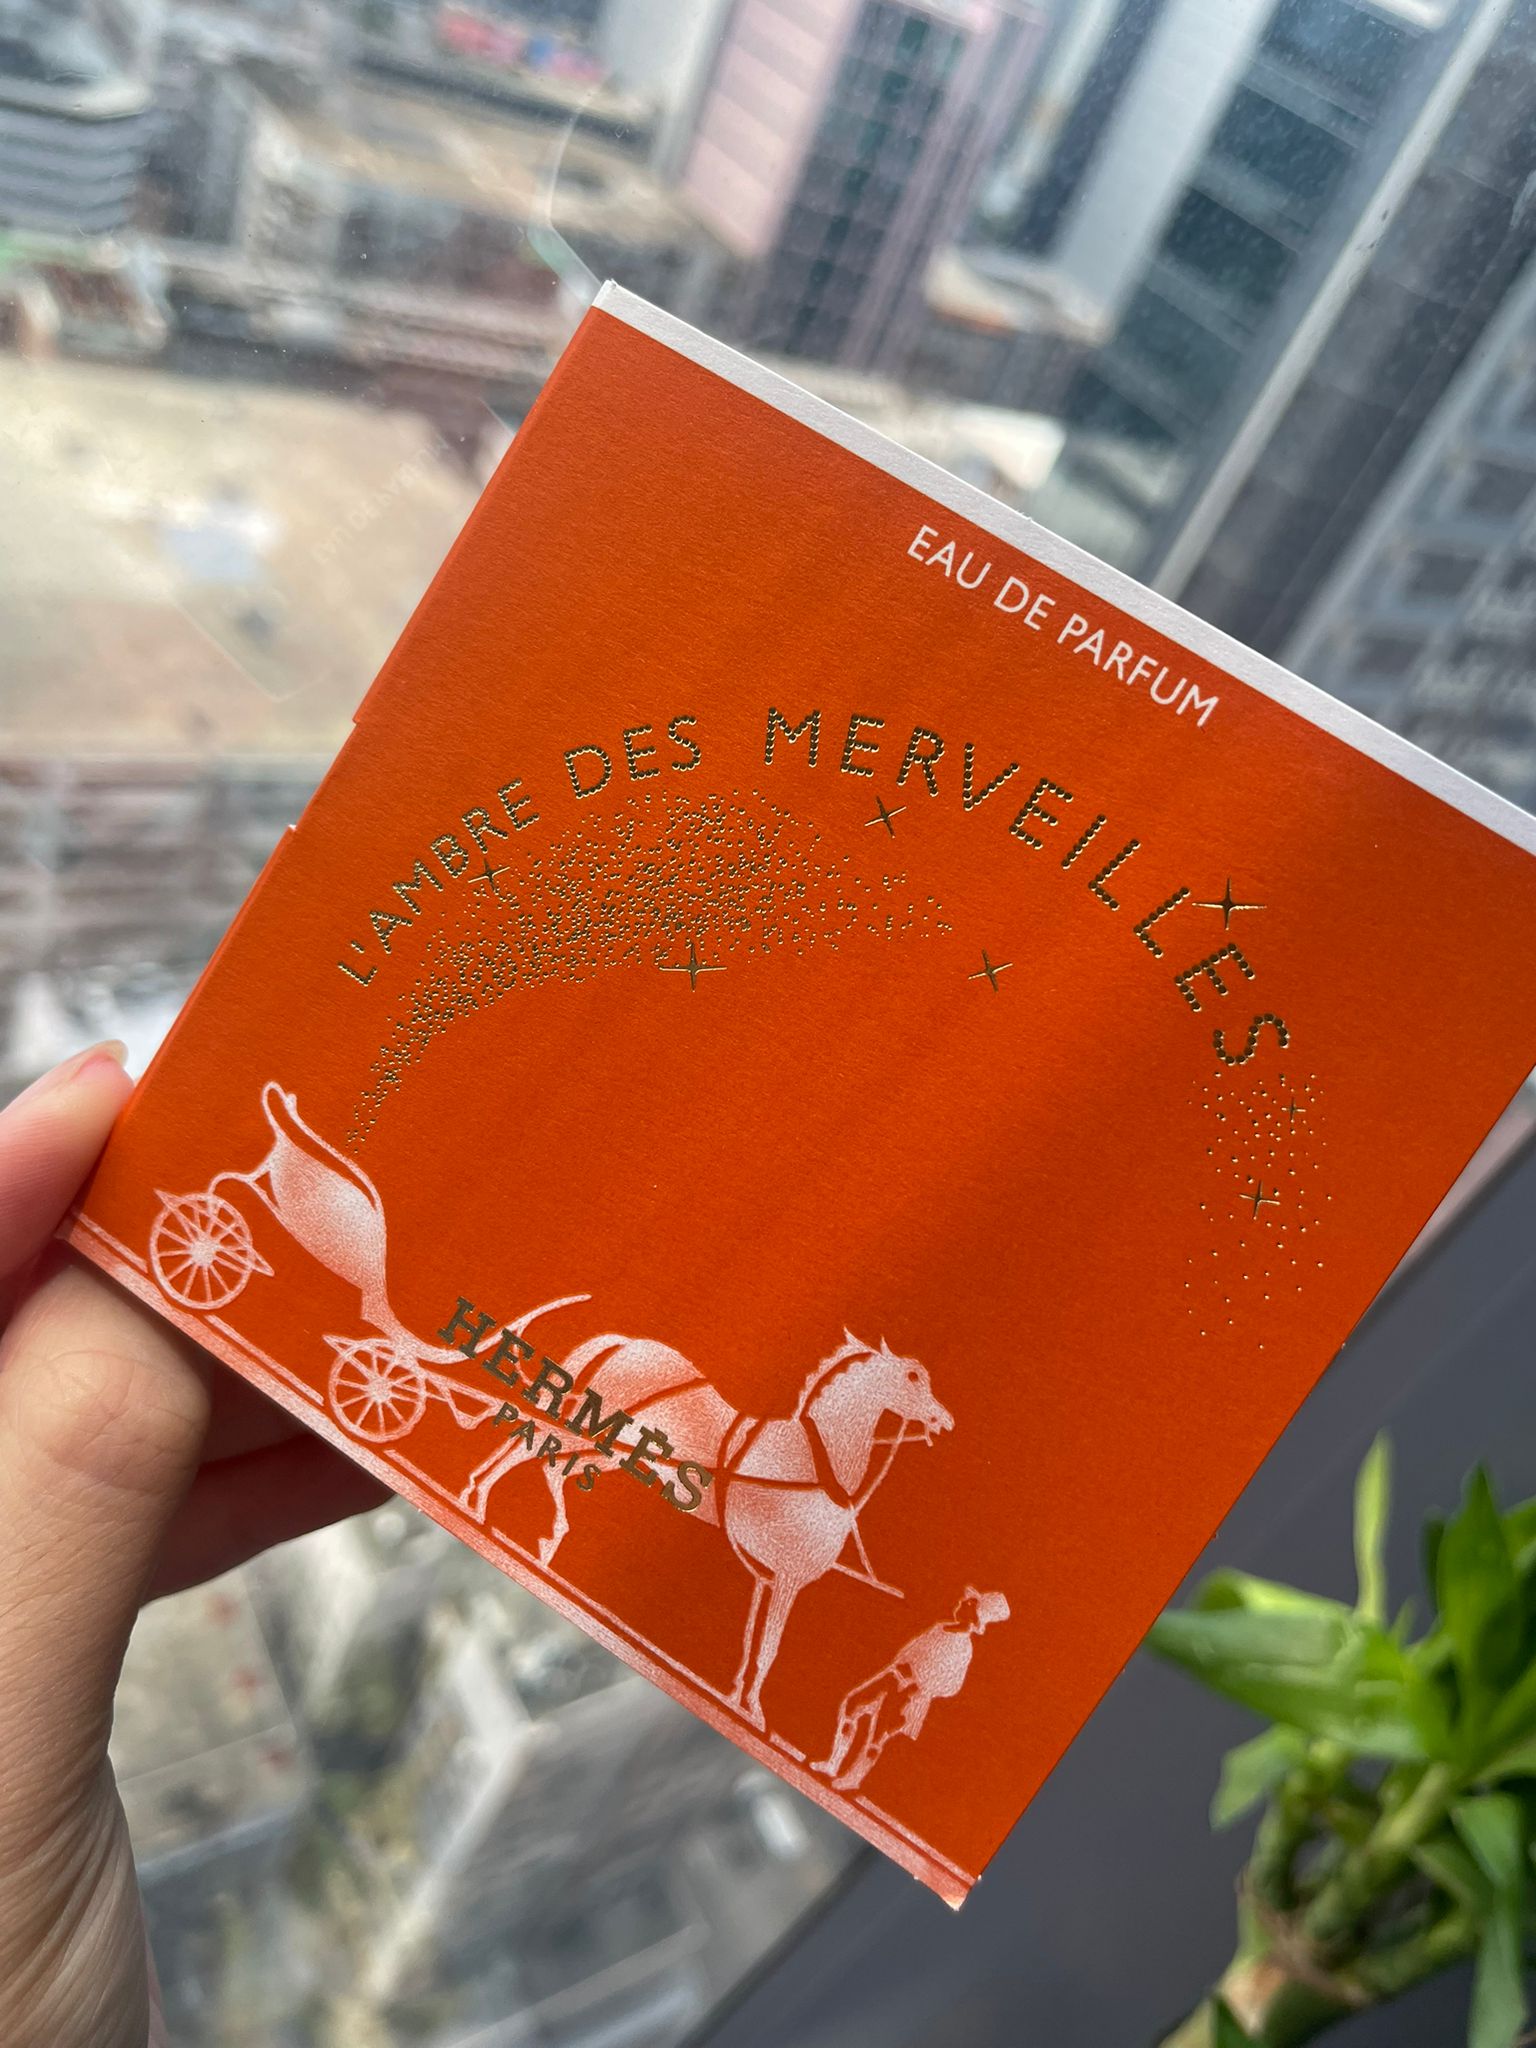 EAU DE PARFUM
L'AMBRE DES MERVEILLES
HERMÈS
PARIS